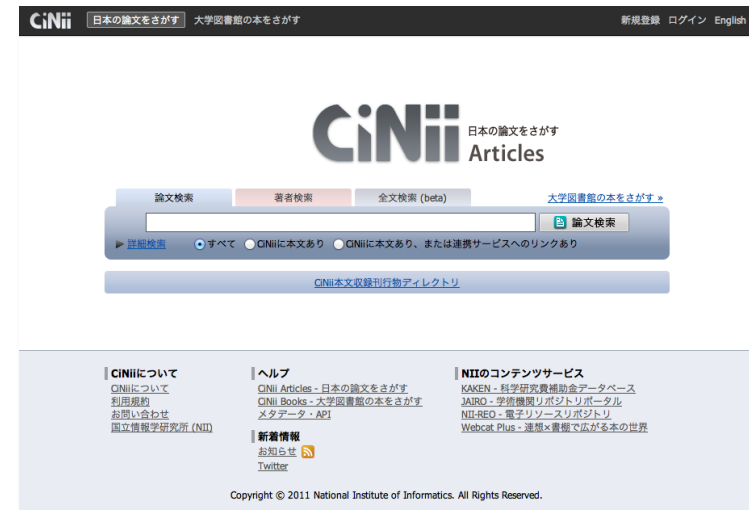 CiNii 日本の論文をさがす 大学図書館の本をさがす 新規登録 ログイン English
CiNii 日本の論文をさがす
Articles
論文検索 著者検索 全文検索 (beta) 大学図書館の本をさがす »
論文検索
詳細検索 すべて CiNiiに本文あり CiNiiに本文あり、または連携サービスへのリンクあり
CiNii本文収録刊行物ディレクトリ
CiNiiについて
CiNiiについて
利用規約
お問い合わせ
国立情報学研究所 (NII)
ヘルプ
CiNii Articles - 日本の論文をさがす
CiNii Books - 大学図書館の本をさがす
メタデータ・API
新着情報
お知らせ
Twitter
NIIのコンテンツサービス
KAKEN - 科学研究費補助金データベース
JAIRO - 学術機関リポジトリポータル
NII-REO - 電子リソースリポジトリ
Webcat Plus - 連想×書棚で広がる本の世界
Copyright © 2011 National Institute of Informatics. All Rights Reserved.